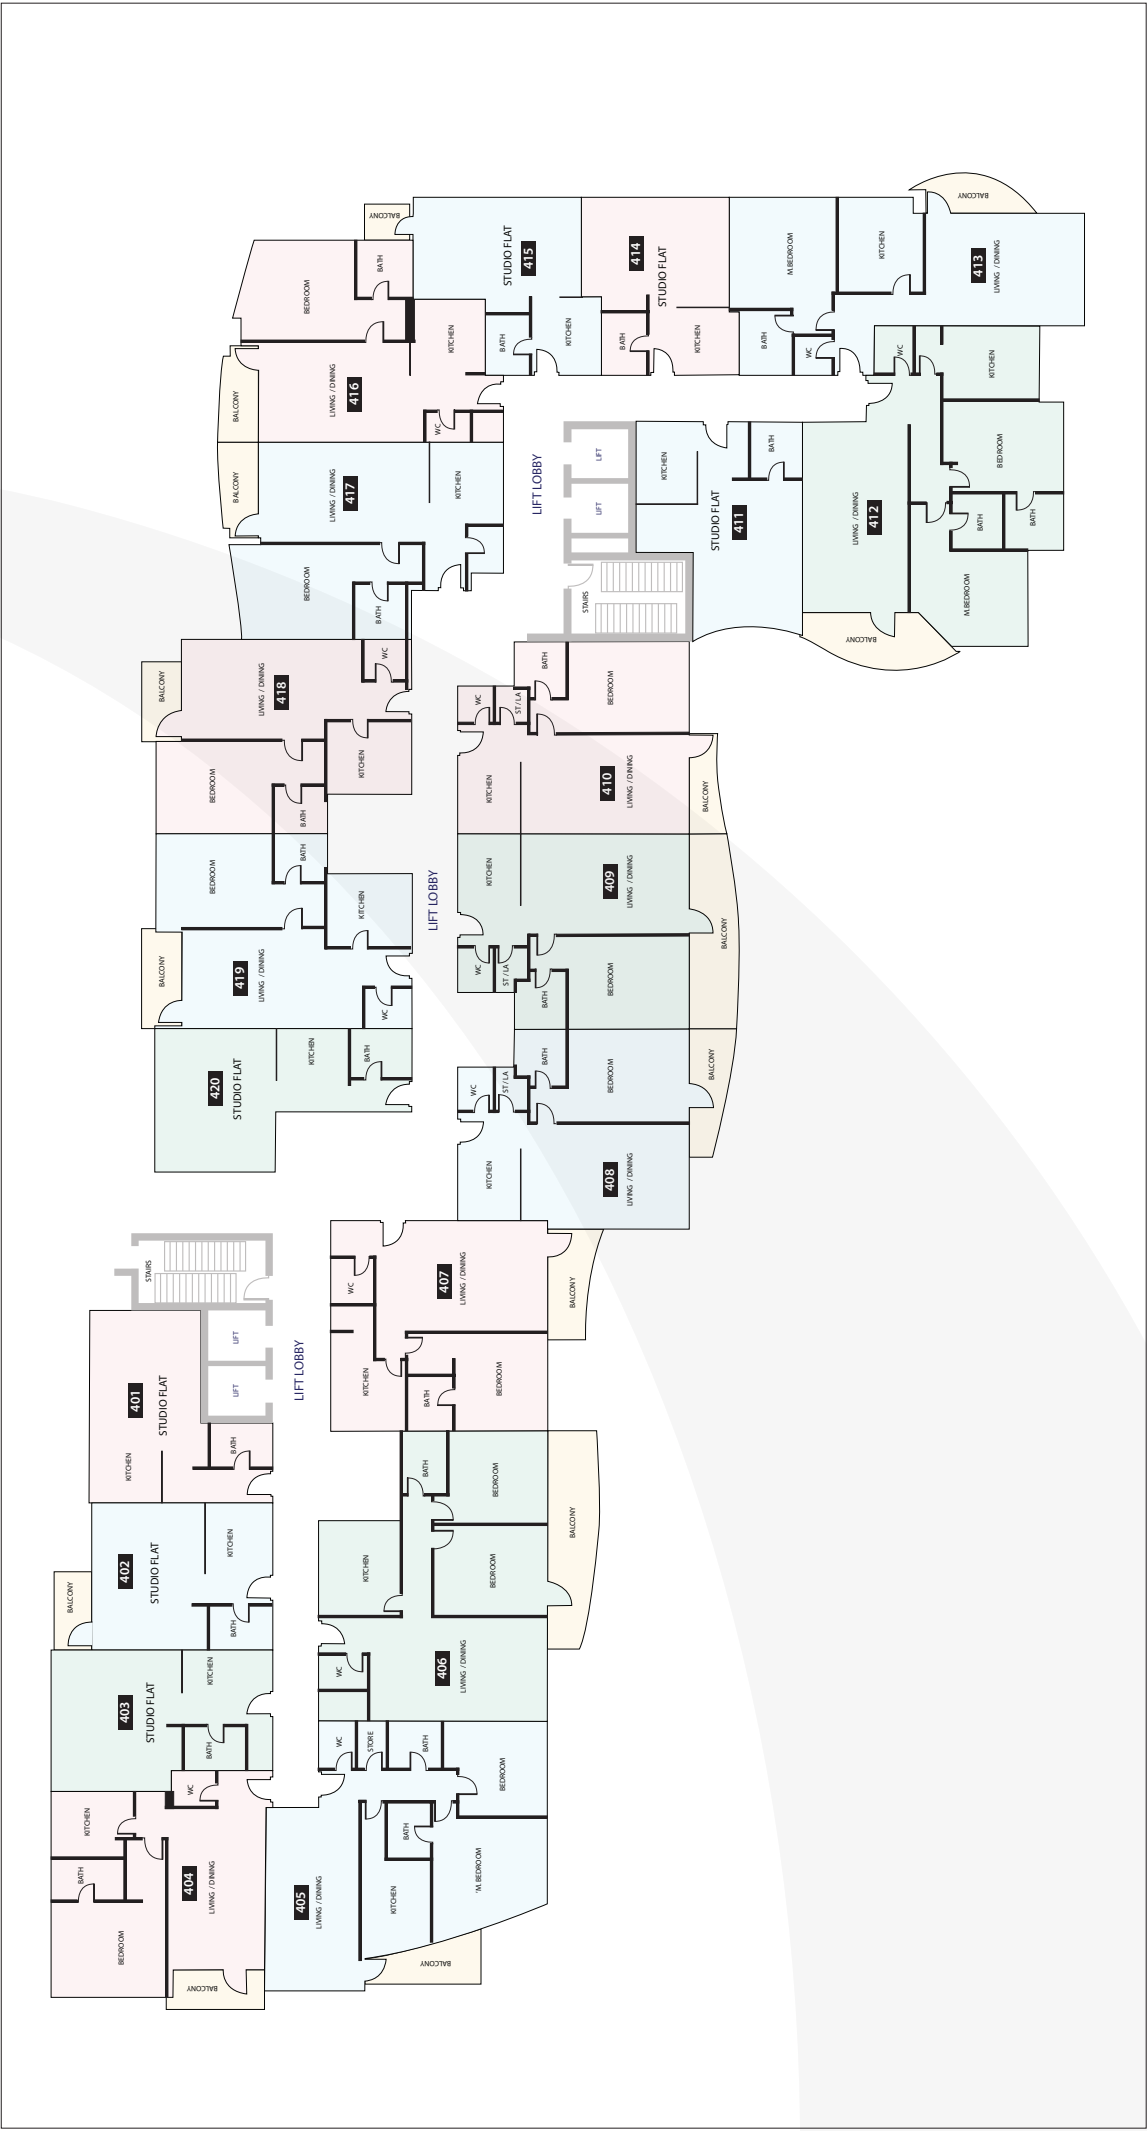 BALCONY
BALCONY
BEDROOM
BATH
STUDIO FLAT
415
414
STUDIO FLAT
M.BEDROOM
KITCHEN
413
LIVING / DINING
KITCHEN
BATH
KITCHEN
BATH
KITCHEN
BATH
WC
WC
KITCHEN
BALCONY
LIVING / DINING
416
WC
BALCONY
LIVING / DINING
417
KITCHEN
LIFT LOBBY
LIFT
LIFT
KITCHEN
BATH
STUDIO FLAT
411
LIVING / DINING
412
BEDROOM
BATH
BATH
M.BEDROOM
BALCONY
BEDROOM
BATH
STAIRS
BALCONY
LIVING / DINING
418
WC
BATH
BEDROOM
WC
ST / LA
BEDROOM
BATH
KITCHEN
KITCHEN
410
LIVING / DINING
BALCONY
BEDROOM
BATH
KITCHEN
LIFT LOBBY
KITCHEN
409
LIVING / DINING
BALCONY
BALCONY
419
LIVING / DINING
WC
WC
ST / LA
BATH
BEDROOM
420
STUDIO FLAT
KITCHEN
BATH
WC
ST / LA
BATH
BEDROOM
BALCONY
KITCHEN
408
LIVING / DINING
STAIRS
LIFT
LIFT
LIFT LOBBY
WC
407
LIVING / DINING
BALCONY
401
STUDIO FLAT
KITCHEN
BATH
KITCHEN
BATH
BEDROOM
BATH
BEDROOM
BALCONY
402
STUDIO FLAT
KITCHEN
BALCONY
BATH
KITCHEN
BEDROOM
403
STUDIO FLAT
KITCHEN
BATH
WC
406
LIVING / DINING
WC
STORE
BATH
BEDROOM
WC
KITCHEN
BATH
404
LIVING / DINING
BEDROOM
BALCONY
405
LIVING / DINING
BATH
KITCHEN
'M. BEDROOM
BALCONY